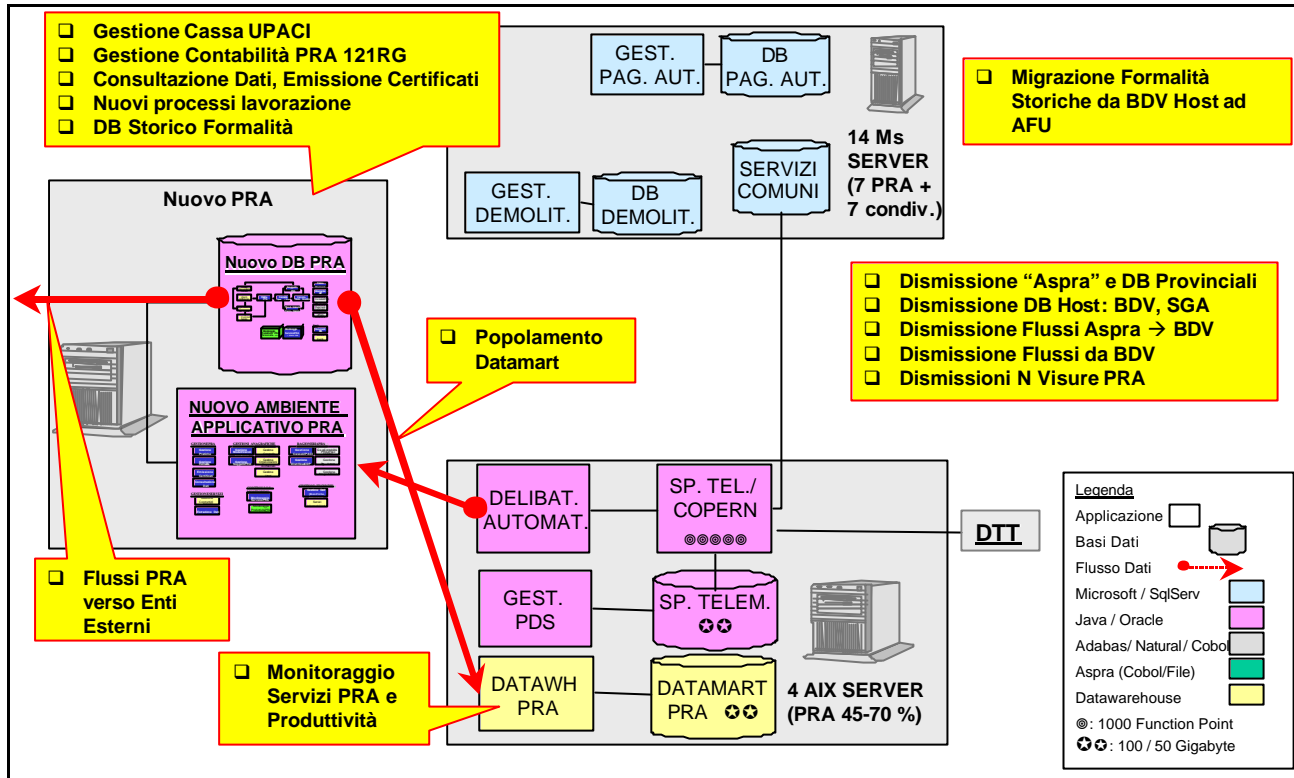 ❑ Gestione Cassa UPACI
❑ Gestione Contabilità PRA 121RG
❑ Consultazione Dati, Emissione Certificati
❑ Nuovi processi lavorazione
❑ DB Storico Formalità
GEST.
PAG. AUT.
DB
PAG. AUT.
14 Ms
SERVER
(7 PRA +
7 condiv.)
SERVIZI
COMUNI
GEST.
DEMOLIT.
DB
DEMOLIT.
❑ Migrazione Formalità
Storiche da BDV Host ad
AFU
Nuovo PRA
Nuovo DB PRA
NUOVO AMBIENTE
APPLICATIVO PRA
❑ Popolamento
Datamart
❑ Dismissione “Aspra” e DB Provinciali
❑ Dismissione DB Host: BDV, SGA
❑ Dismissione Flussi Aspra → BDV
❑ Dismissione Flussi da BDV
❑ Dismissioni N Visure PRA
❑ Flussi PRA
verso Enti
Esterni
DELIBAT.
AUTOMAT.
SP. TEL./
COPERN
⊚⊚⊚⊚⊚
DTT
GEST.
PDS
SP. TELEM.
✪✪
❑ Monitoraggio
Servizi PRA e
Produttività
DATAWH
PRA
DATAMART
PRA ✪✪
4 AIX SERVER
(PRA 45-70 %)
Legenda
Applicazione
Basi Dati
Flusso Dati
Microsoft / SqlServ
Java / Oracle
Adabas/ Natural/ Cobol
Aspra (Cobol/File)
Datawarehouse
⊚: 1000 Function Point
✪✪: 100 / 50 Gigabyte